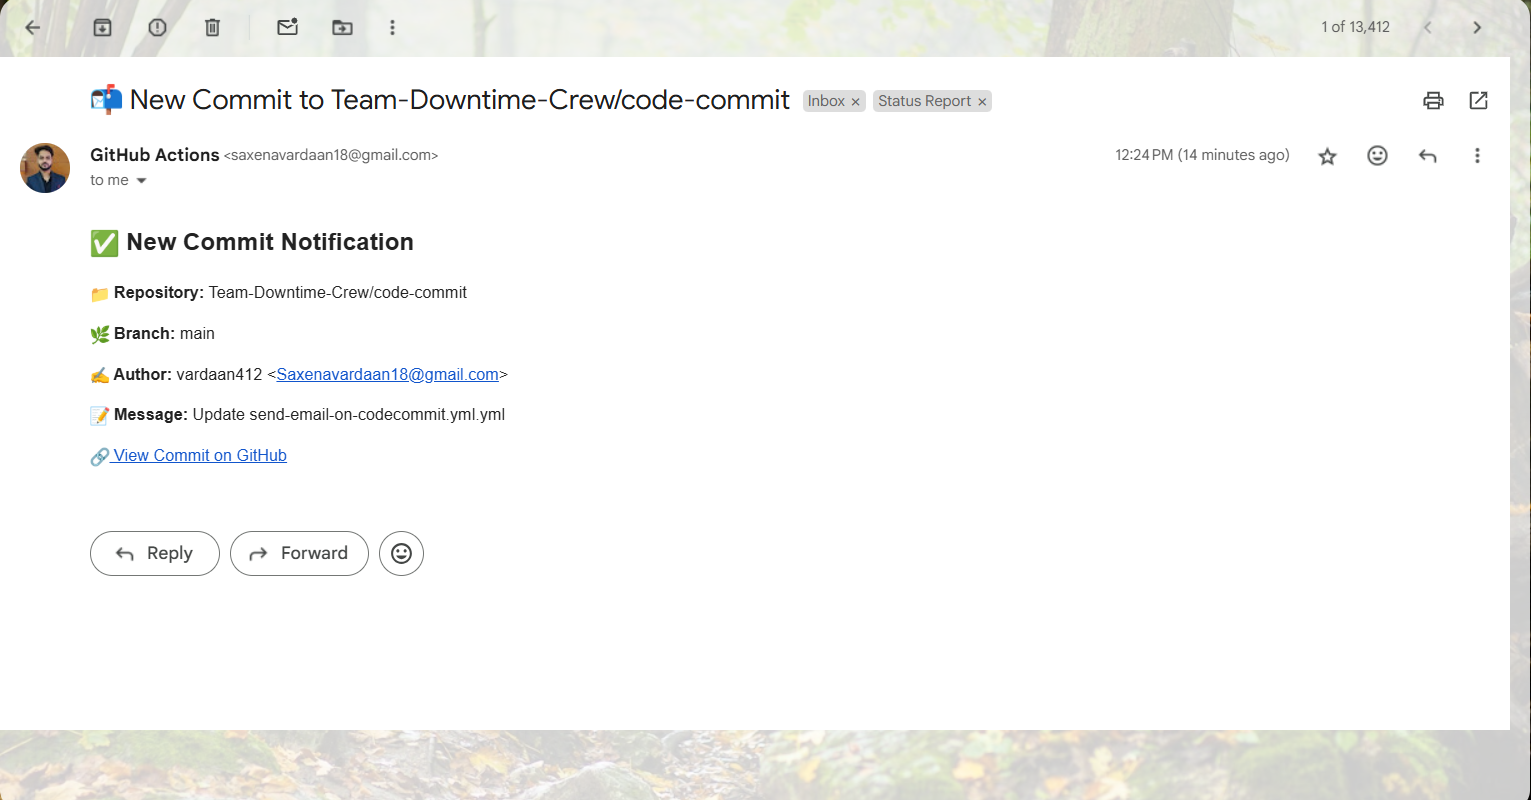 1 of 13,412
📬 New Commit to Team-Downtime-Crew/code-commit Inbox × Status Report ×
GitHub Actions <saxenavardaan18@gmail.com> 12:24 PM (14 minutes ago)
to me
✅ New Commit Notification
📁 Repository: Team-Downtime-Crew/code-commit
🌿 Branch: main
✍️ Author: vardaan412 <Saxenavardaan18@gmail.com>
📝 Message: Update send-email-on-codecommit.yml.yml
🔗 View Commit on GitHub
Reply Forward